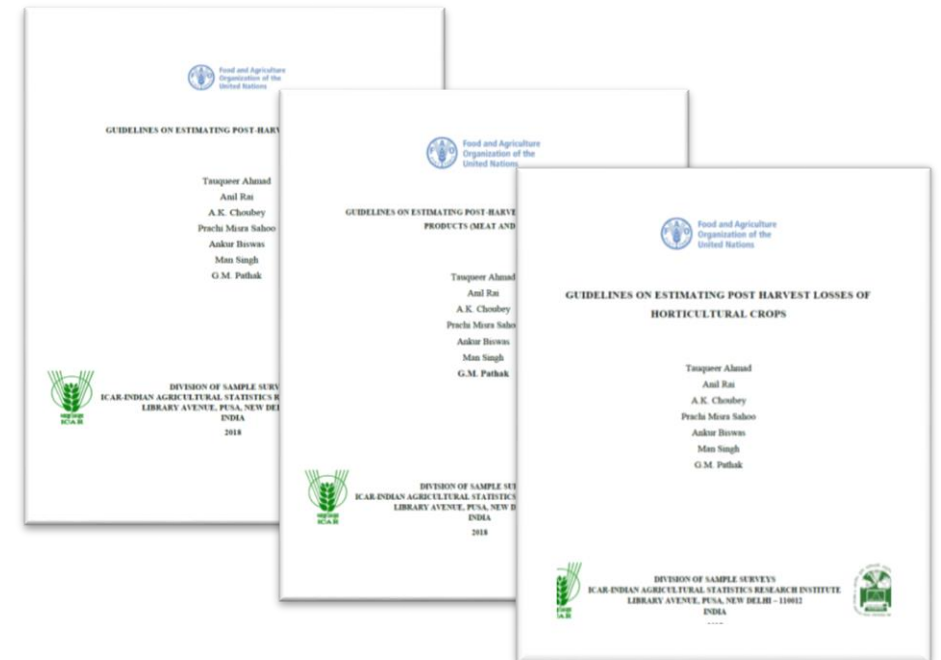 Food and Agriculture
Organization of the
United Nations
GUIDELINES ON ESTIMATING POST-HARV
Tauqueer Ahmad
Anil Rai
A.K. Choubey
Prachi Misra Sahoo
Ankur Biswas
Man Singh
G.M. Pathak
ICAR
DIVISION OF SAMPLE SURV
ICAR-INDIAN AGRICULTURAL STATISTICS R
LIBRARY AVENUE, PUSA, NEW DEL
INDIA
2018
Food and Agriculture
Organization of the
United Nations
GUIDELINES ON ESTIMATING POST-HARVE
PRODUCTS (MEAT AND
Tauqueer Ahmad
Anil Rai
A.K. Choubey
Prachi Misra Saho
Ankur Biswas
Man Singh
G.M. Pathak
ICAR
DIVISION OF SAMPLE SU
ICAR-INDIAN AGRICULTURAL STATISTICS
LIBRARY AVENUE, PUSA, NEW D
INDIA
2018
Food and Agriculture
Organization of the
United Nations
GUIDELINES ON ESTIMATING POST HARVEST LOSSES OF
HORTICULTURAL CROPS
Tauqueer Ahmad
Anil Rai
A.K. Choubey
Prachi Misra Sahoo
Ankur Biswas
Man Singh
G.M. Pathak
DIVISION OF SAMPLE SURVEYS
ICAR-INDIAN AGRICULTURAL STATISTICS RESEARCH INSTITUTE
LIBRARY AVENUE, PUSA, NEW DELHI – 110012
INDIA